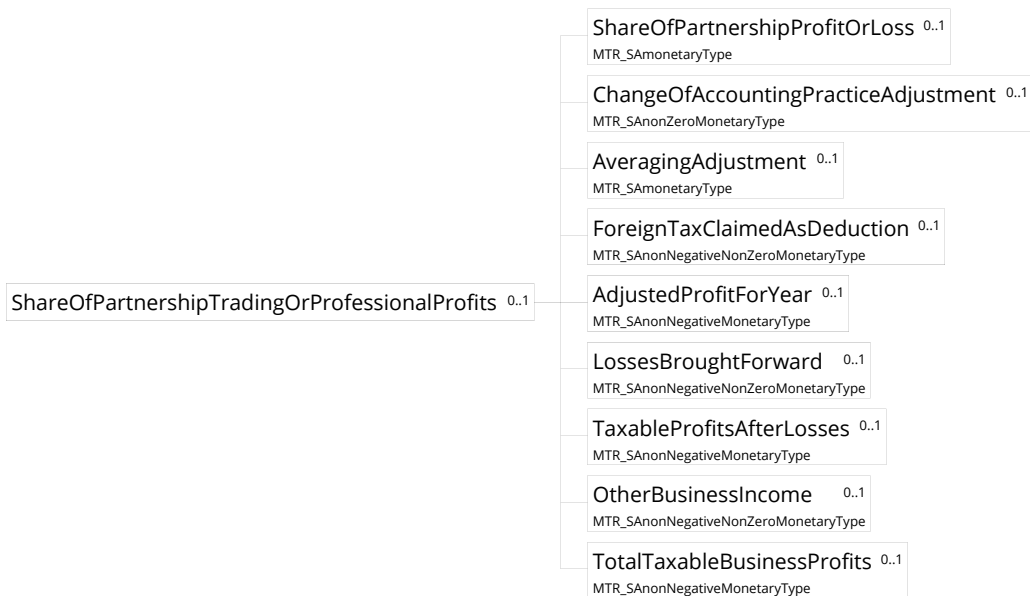 ShareOfPartnershipProfitOrLoss 0..1
MTR_SAmonetaryType
ChangeOfAccountingPracticeAdjustment 0..1
MTR_SAnonZeroMonetaryType
AveragingAdjustment 0..1
MTR_SAmonetaryType
ForeignTaxClaimedAsDeduction 0..1
MTR_SAnonNegativeNonZeroMonetaryType
ShareOfPartnershipTradingOrProfessionalProfits 0..1
AdjustedProfitForYear 0..1
MTR_SAnonNegativeMonetaryType
LossesBroughtForward 0..1
MTR_SAnonNegativeNonZeroMonetaryType
TaxableProfitsAfterLosses 0..1
MTR_SAnonNegativeMonetaryType
OtherBusinessIncome 0..1
MTR_SAnonNegativeNonZeroMonetaryType
TotalTaxableBusinessProfits 0..1
MTR_SAnonNegativeMonetaryType